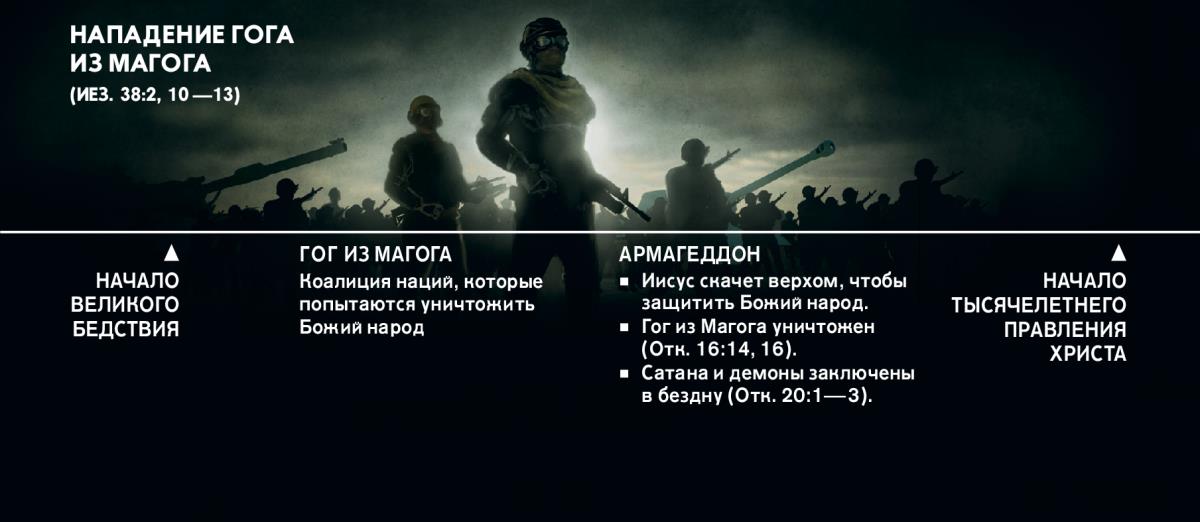 НАПАДЕНИЕ ГОГА
ИЗ МАГОГА
(ИЕЗ. 38:2, 10—13)
НАЧАЛО
ВЕЛИКОГО
БЕДСТВИЯ
ГОГ ИЗ МАГОГА
Коалиция наций, которые
попытаются уничтожить
Божий народ
АРМАГЕДДОН
▪ Иисус скачет верхом, чтобы
защитить Божий народ.
▪ Гог из Магога уничтожен
(Отк. 16:14, 16).
▪ Сатана и демоны заключены
в бездну (Отк. 20:1—3).
НАЧАЛО
ТЫСЯЧЕЛЕТНЕГО
ПРАВЛЕНИЯ
ХРИСТА